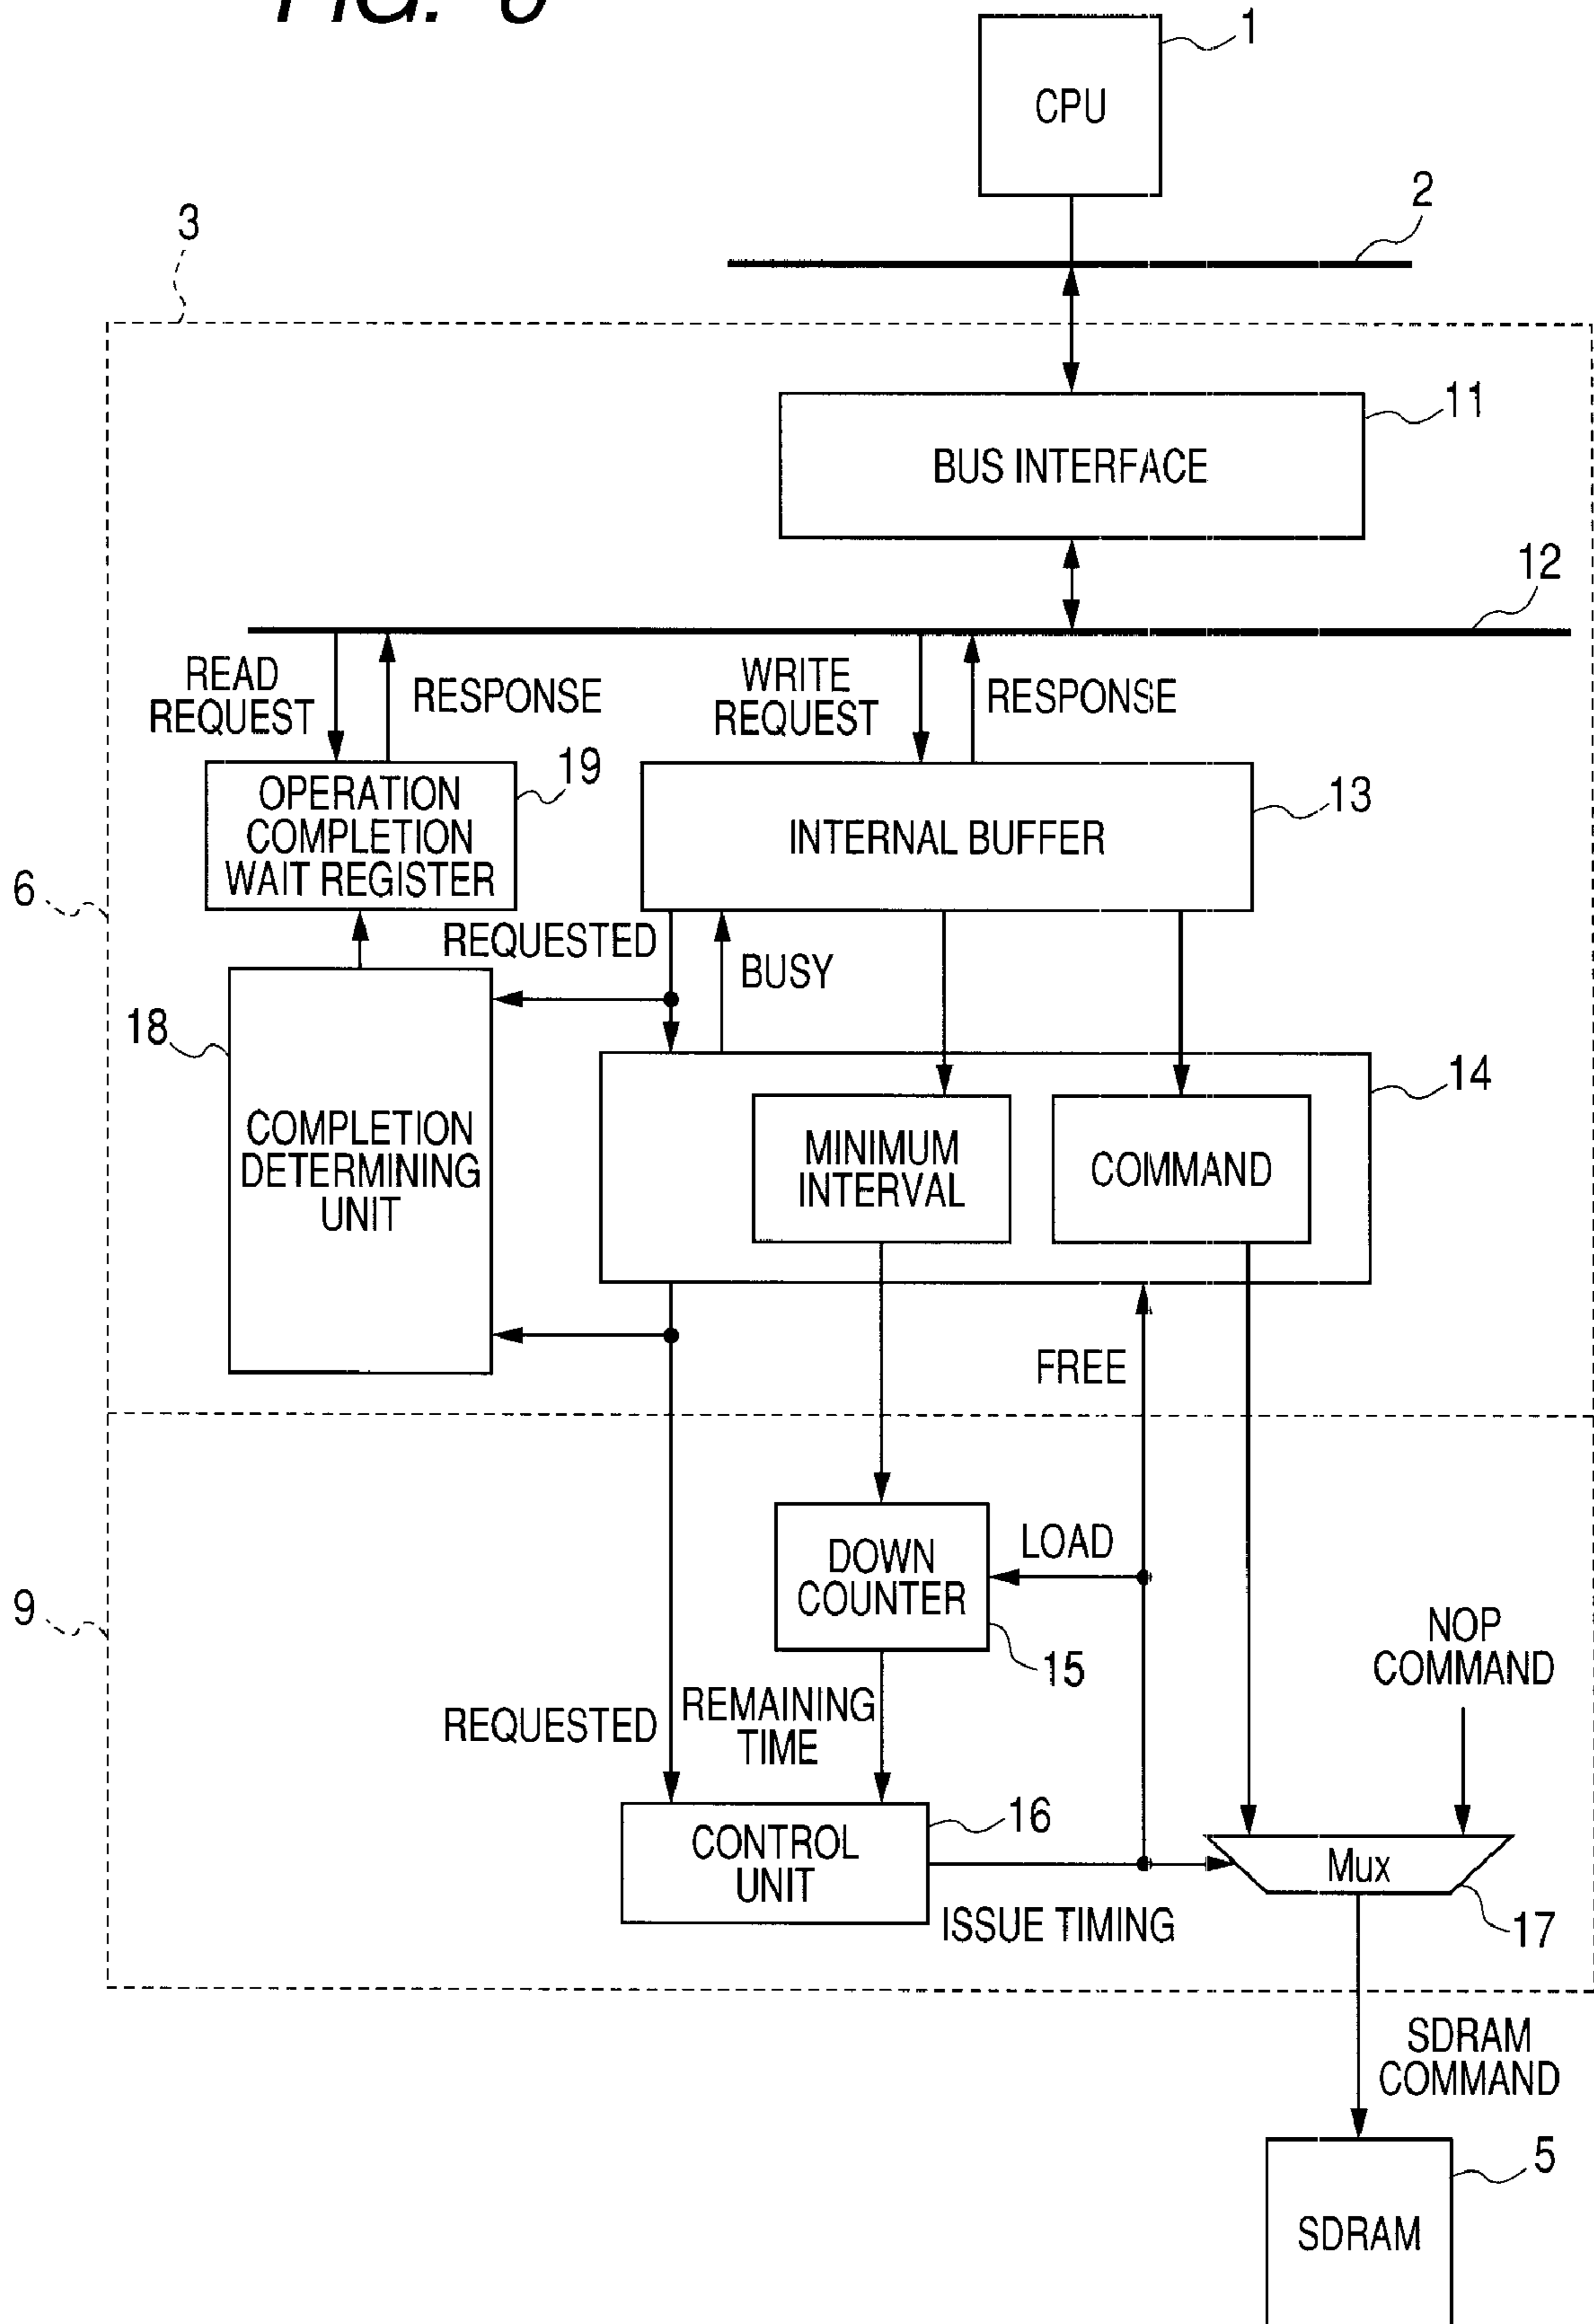 FIG.
1
CPU
2
3
11
BUS INTERFACE
12
READ
REQUEST
RESPONSE
WRITE
REQUEST
RESPONSE
19
OPERATION
COMPLETION
WAIT REGISTER
13
INTERNAL BUFFER
6
REQUESTED
BUSY
18
COMPLETION
DETERMINING
UNIT
14
MINIMUM
INTERVAL
COMMAND
FREE
9
DOWN
COUNTER
LOAD
15
NOP
COMMAND
REQUESTED
REMAINING
TIME
16
CONTROL
UNIT
ISSUE TIMING
Mux
17
SDRAM
COMMAND
5
SDRAM